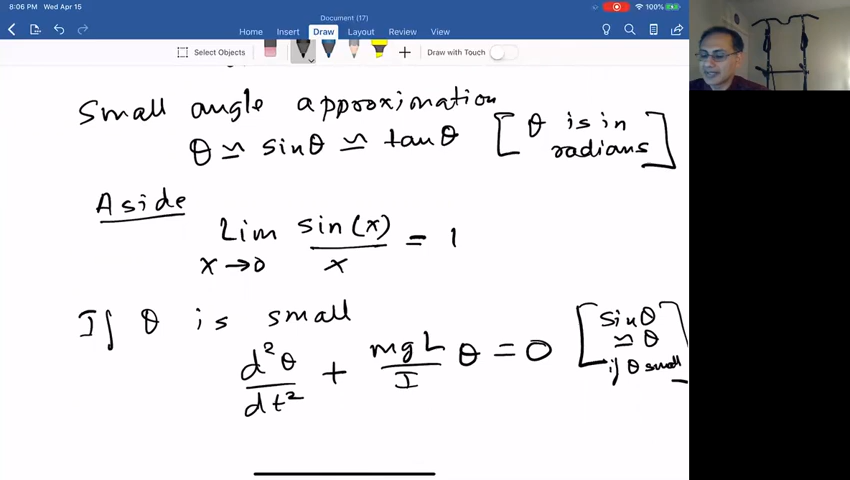 8:06 PM Wed Apr 15
100%
Document (17)
Home Insert Draw Layout Review View
Select Objects
Draw with Touch
Small angle approximation
θ ≃ sinθ ≃ tanθ [ θ is in radians ]
Aside
Lim x→0 sin(x)/x = 1
If θ is small
d²θ/dt² + mgL/I θ = 0 [ sinθ ≃ θ if θ small ]